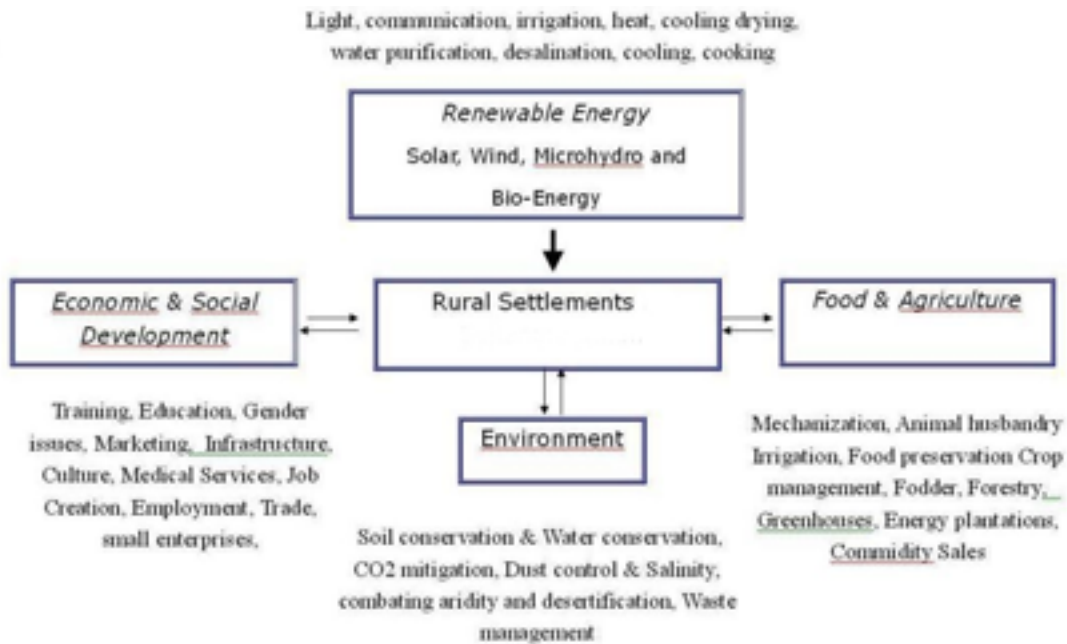 Light, communication, irrigation, heat, cooling drying,
water purification, desalination, cooling, cooking
Renewable Energy
Solar, Wind, Microhydro and
Bio-Energy
Economic & Social
Development
Rural Settlements
Food & Agriculture
Training, Education, Gender
issues, Marketing, Infrastructure,
Culture, Medical Services, Job
Creation, Employment, Trade,
small enterprises,
Environment
Mechanization, Animal husbandry
Irrigation, Food preservation Crop
management, Fodder, Forestry,
Greenhouses, Energy plantations,
Commidity Sales
Soil conservation & Water conservation,
CO2 mitigation, Dust control & Salinity,
combating aridity and desertification, Waste
management